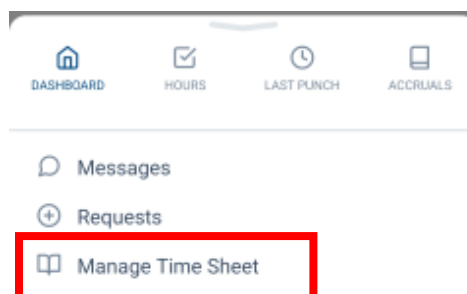 DASHBOARD HOURS LAST PUNCH ACCRUALS
Messages
Requests
Manage Time Sheet